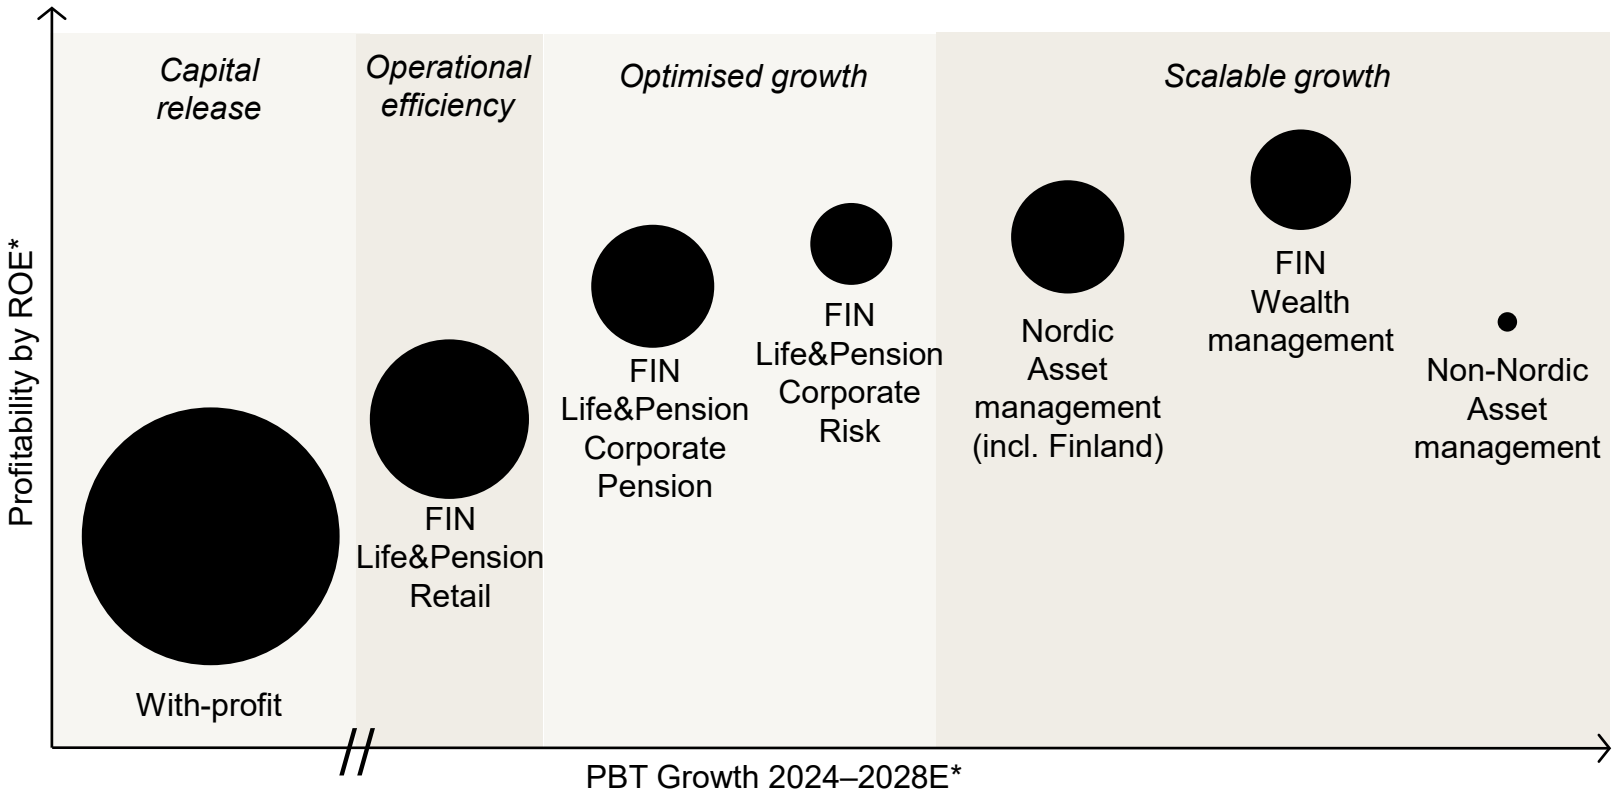 Capital
release
Operational
efficiency
Optimised growth
Scalable growth
Profitability by ROE*
With-profit
FIN
Life&Pension
Retail
FIN
Life&Pension
Corporate
Pension
FIN
Life&Pension
Corporate
Risk
Nordic
Asset
management
(incl. Finland)
FIN
Wealth
management
Non-Nordic
Asset
management
PBT Growth 2024–2028E*